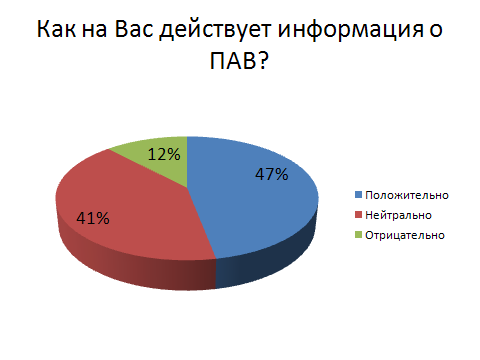 Как на Вас действует информация о
ПАВ?
12%
47%
41%
Положительно
Нейтрально
Отрицательно